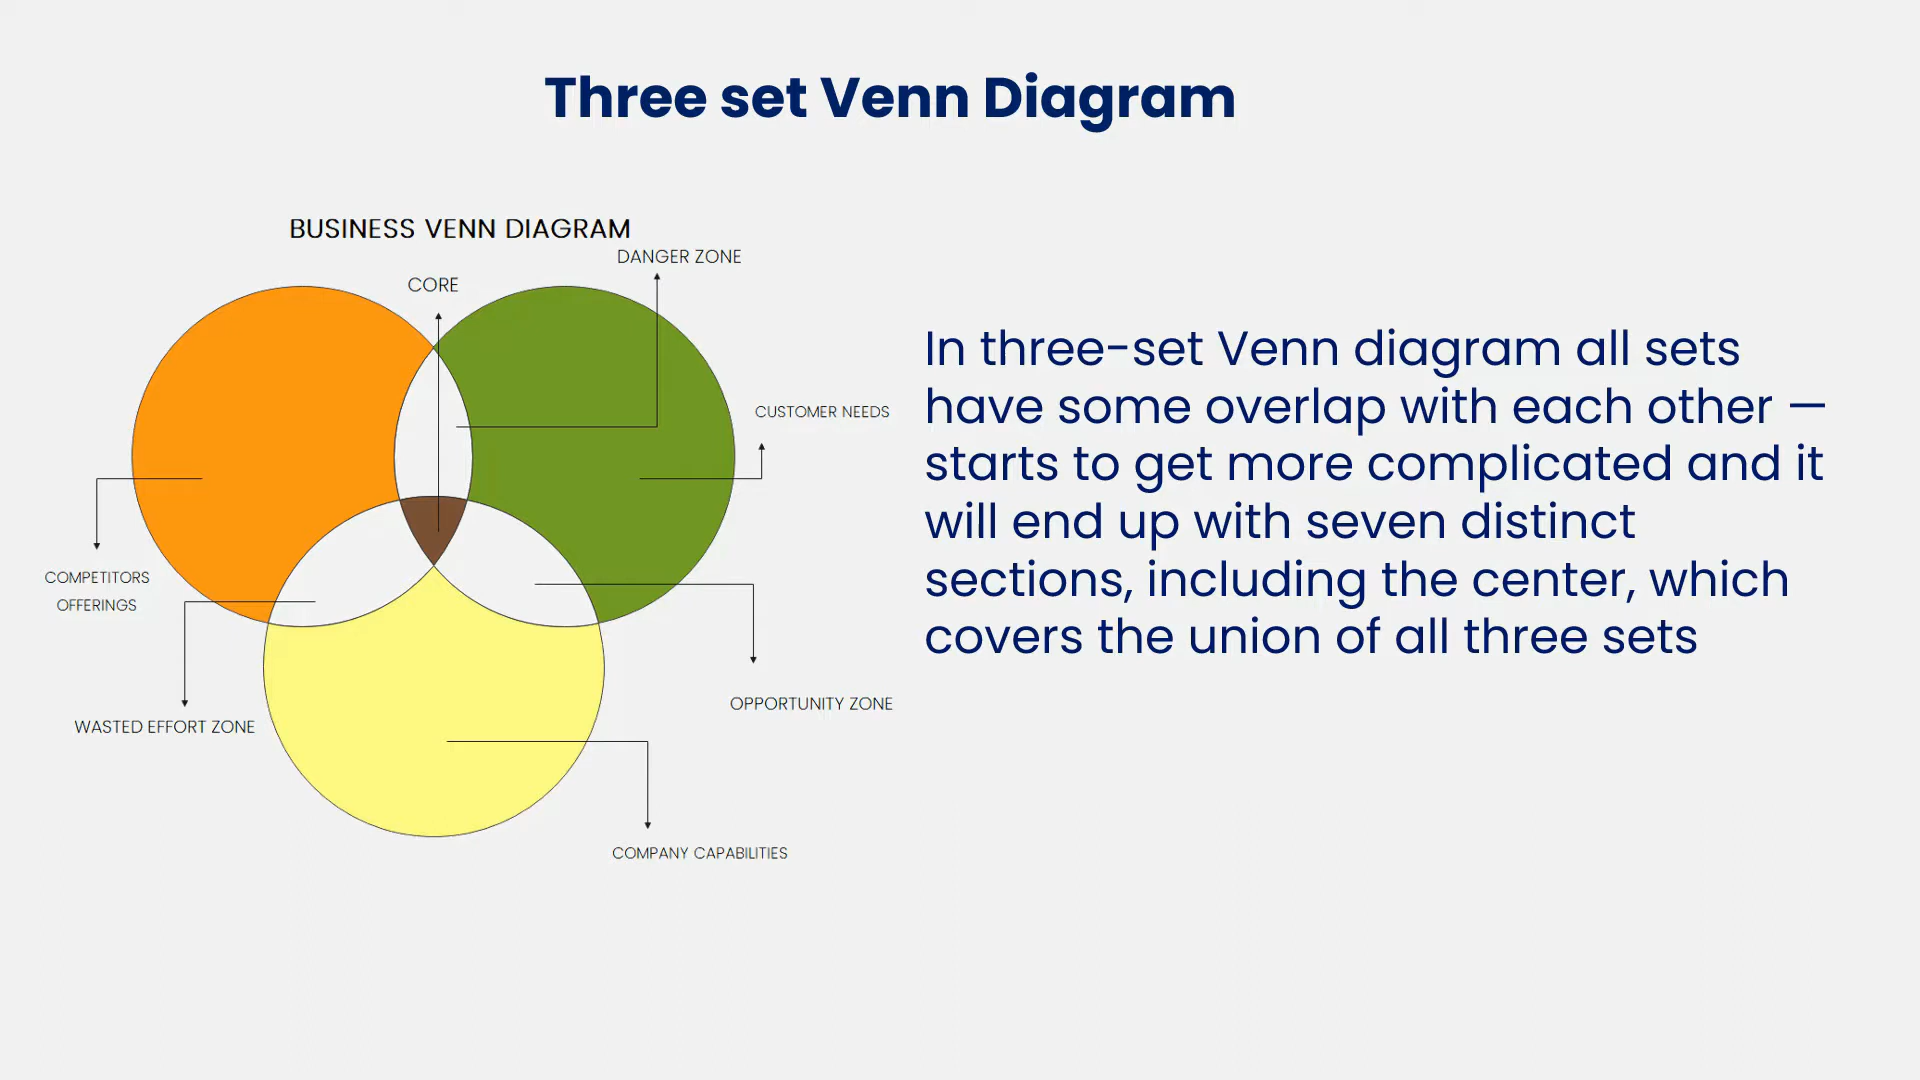 Three set Venn Diagram
BUSINESS VENN DIAGRAM
DANGER ZONE
CORE
CUSTOMER NEEDS
COMPETITORS
OFFERINGS
WASTED EFFORT ZONE
OPPORTUNITY ZONE
COMPANY CAPABILITIES
In three-set Venn diagram all sets
have some overlap with each other —
starts to get more complicated and it
will end up with seven distinct
sections, including the center, which
covers the union of all three sets